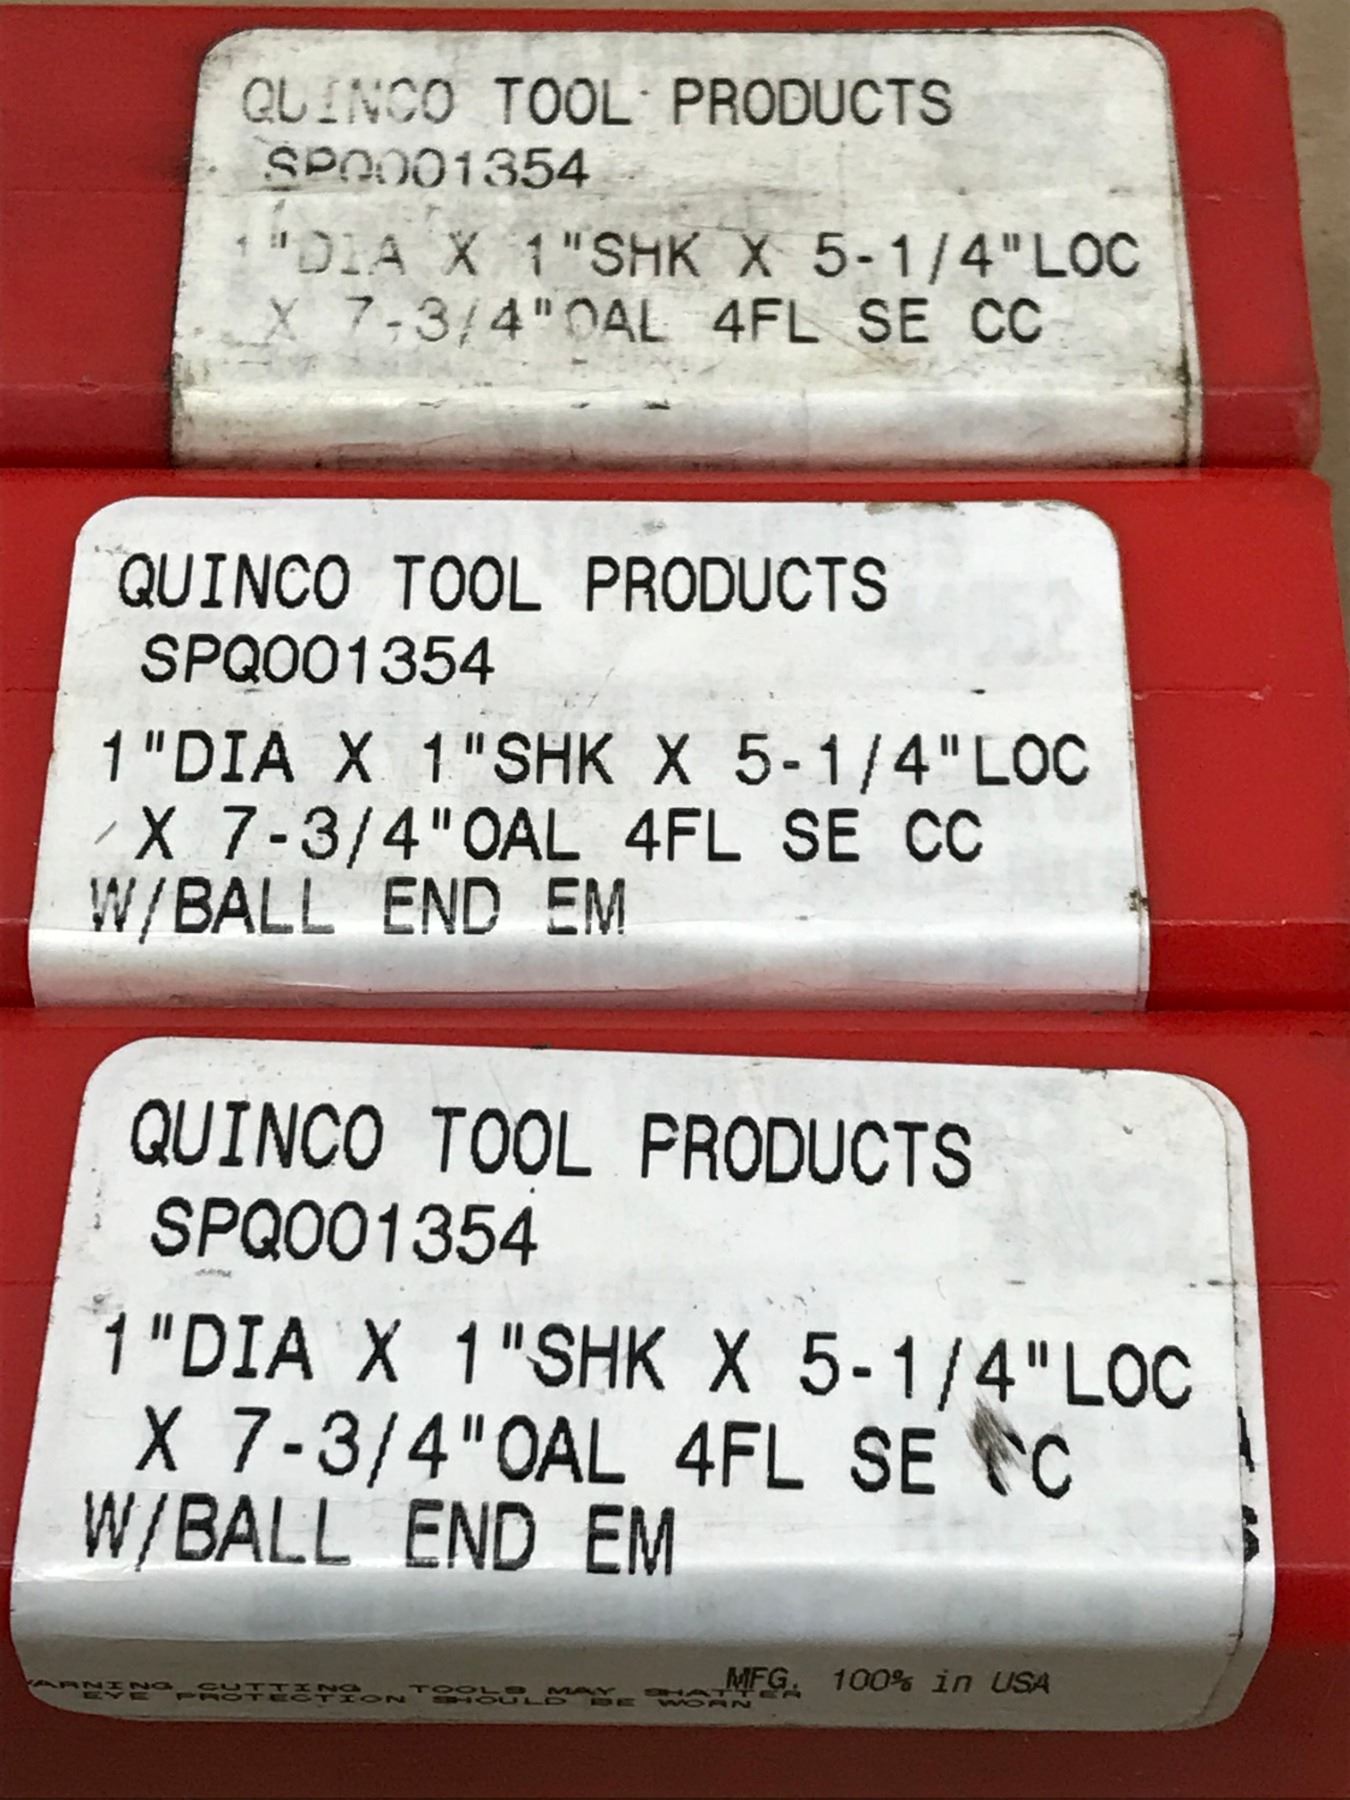 QUINCO TOOL PRODUCTS
SPQ001354
1"DIA X 1"SHK X 5-1/4"LOC
X 7-3/4"OAL 4FL SE CC
QUINCO TOOL PRODUCTS
SPQ001354
1"DIA X 1"SHK X 5-1/4"LOC
X 7-3/4"OAL 4FL SE CC
W/BALL END EM
QUINCO TOOL PRODUCTS
SPQ001354
1"DIA X 1"SHK X 5-1/4"LOC
X 7-3/4"OAL 4FL SE CC
W/BALL END EM
WARNING CUTTING TOOLS MAY SHATTER
EYE PROTECTION SHOULD BE WORN
MFG. 100% in USA